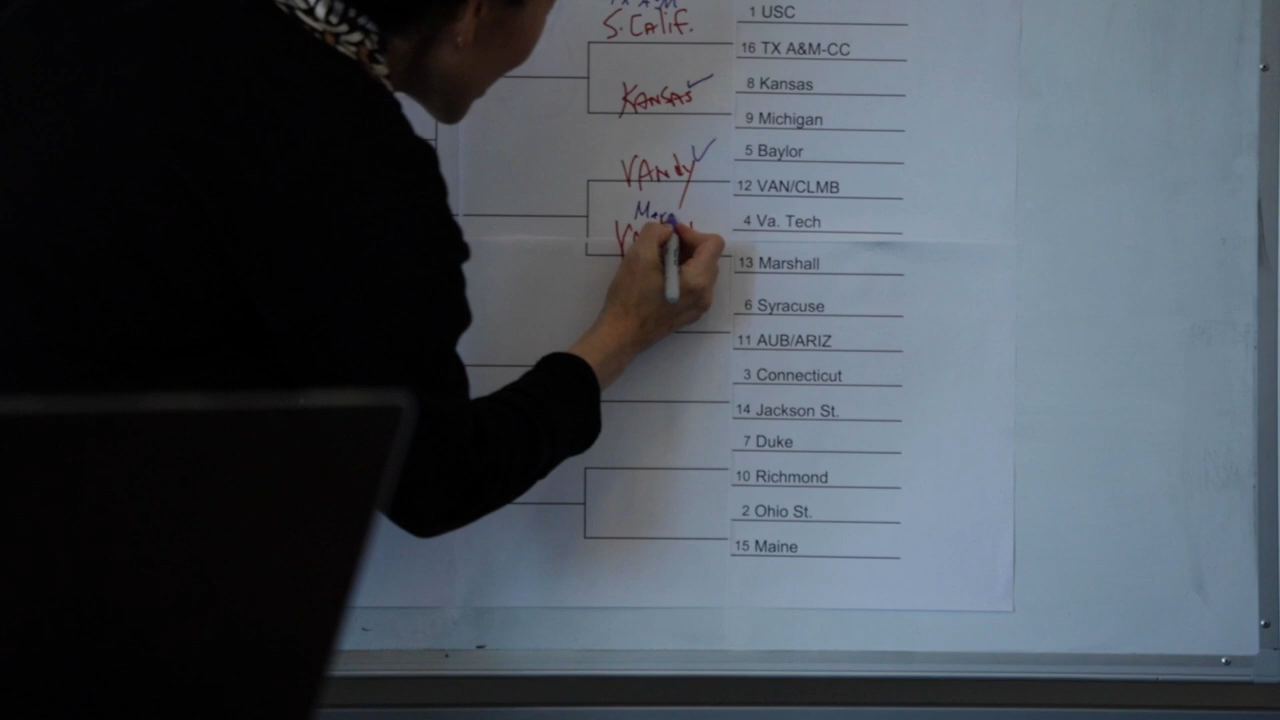 TX A&M
S. Calif.
Kansas
Vandy
1 USC
16 TX A&M-CC
8 Kansas
9 Michigan
5 Baylor
12 VAN/CLMB
4 Va. Tech
13 Marshall
6 Syracuse
11 AUB/ARIZ
3 Connecticut
14 Jackson St.
7 Duke
10 Richmond
2 Ohio St.
15 Maine